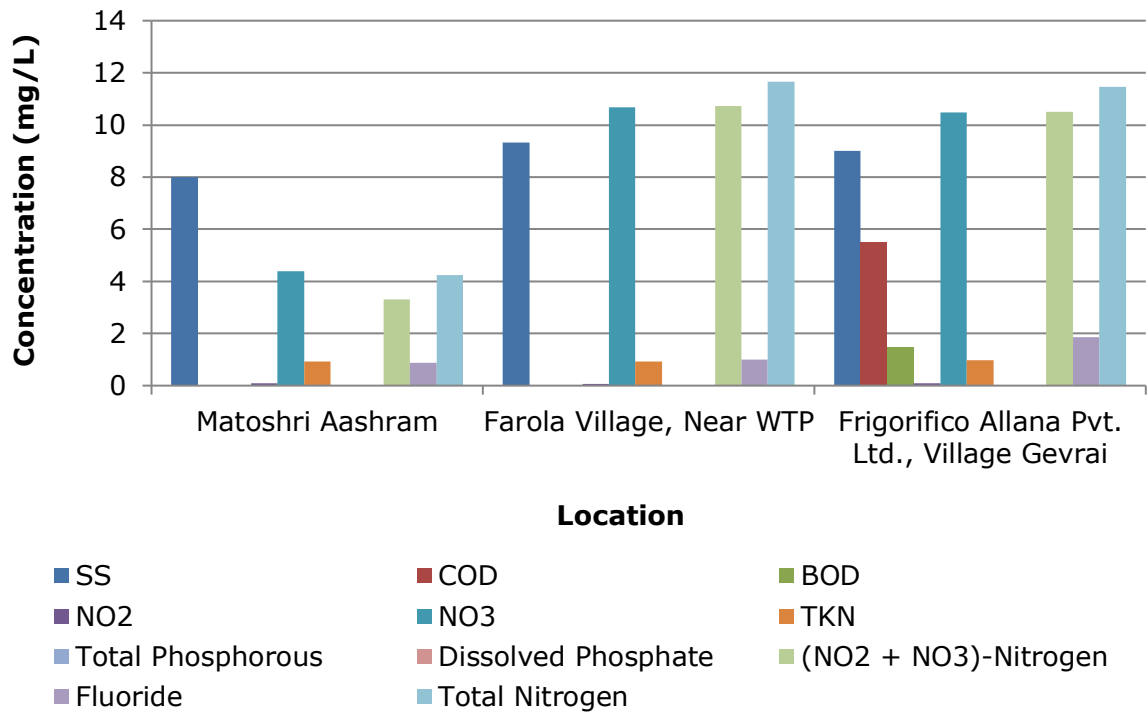 Concentration (mg/L)
14
12
10
8
6
4
2
0
Matoshri Aashram
Farola Village, Near WTP
Frigorifico Allana Pvt.
Ltd., Village Gevrai
Location
SS
COD
BOD
NO2
NO3
TKN
Total Phosphorous
Dissolved Phosphate
(NO2 + NO3)-Nitrogen
Fluoride
Total Nitrogen